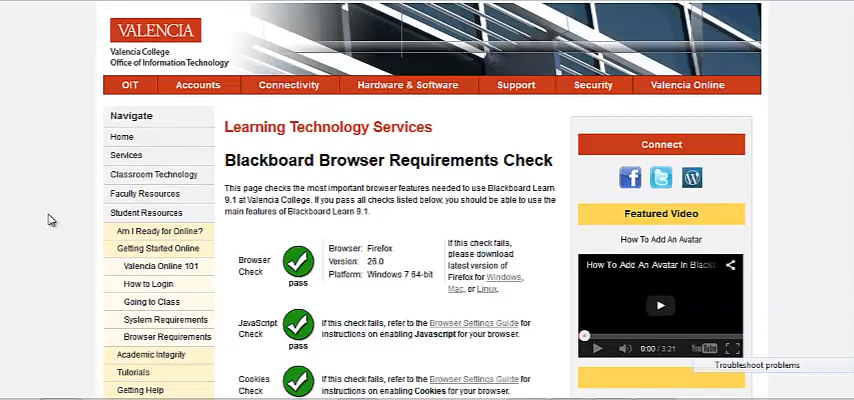 VALENCIA
Valencia College
Office of Information Technology
OIT Accounts Connectivity Hardware & Software Support Security Valencia Online
Navigate
Home
Services
Classroom Technology
Faculty Resources
Student Resources
Am I Ready for Online?
Getting Started Online
Valencia Online 101
How to Login
Going to Class
System Requirements
Browser Requirements
Academic Integrity
Tutorials
Getting Help
Learning Technology Services
Blackboard Browser Requirements Check
This page checks the most important browser features needed to use Blackboard Learn
9.1 at Valencia College. If you pass all checks listed below, you should be able to use the
main features of Blackboard Learn 9.1.
Browser
Check
pass
Browser: Firefox
Version: 26.0
Platform: Windows 7 64-bit
If this check fails,
please download
latest version of
Firefox for Windows,
Mac, or Linux.
JavaScript
Check
pass
If this check fails, refer to the Browser Settings Guide for
instructions on enabling Javascript for your browser.
Cookies
Check
If this check fails, refer to the Browser Settings Guide for
instructions on enabling Cookies for your browser.
Connect
Featured Video
How To Add An Avatar
How To Add An Avatar In Blackb
0:00 / 3:21 YouTube
Troubleshoot problems